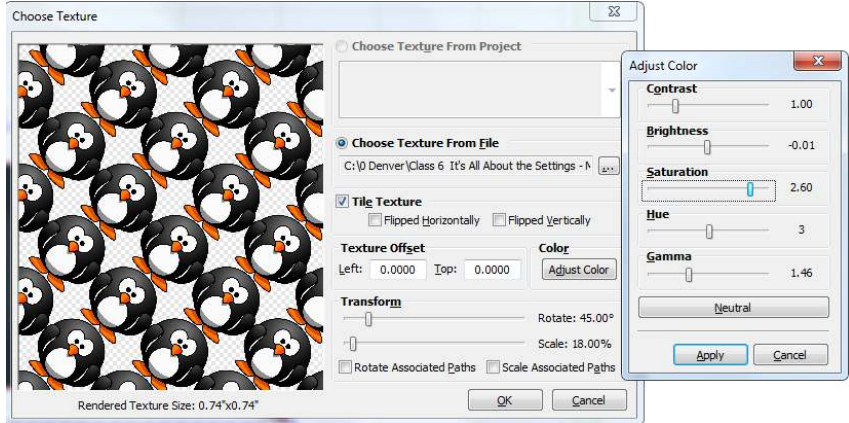 Choose Texture
Choose Texture From Project
Choose Texture From File
C:\0 Denver\Class 6 It's All About the Settings - M
...
Tile Texture
Flipped Horizontally Flipped Vertically
Texture Offset
Left: 0.0000 Top: 0.0000
Color
Adjust Color
Transform
Rotate: 45.00°
Scale: 18.00%
Rotate Associated Paths Scale Associated Paths
Rendered Texture Size: 0.74"x0.74"
OK Cancel
Adjust Color
Contrast
1.00
Brightness
-0.01
Saturation
2.60
Hue
3
Gamma
1.46
Neutral
Apply Cancel